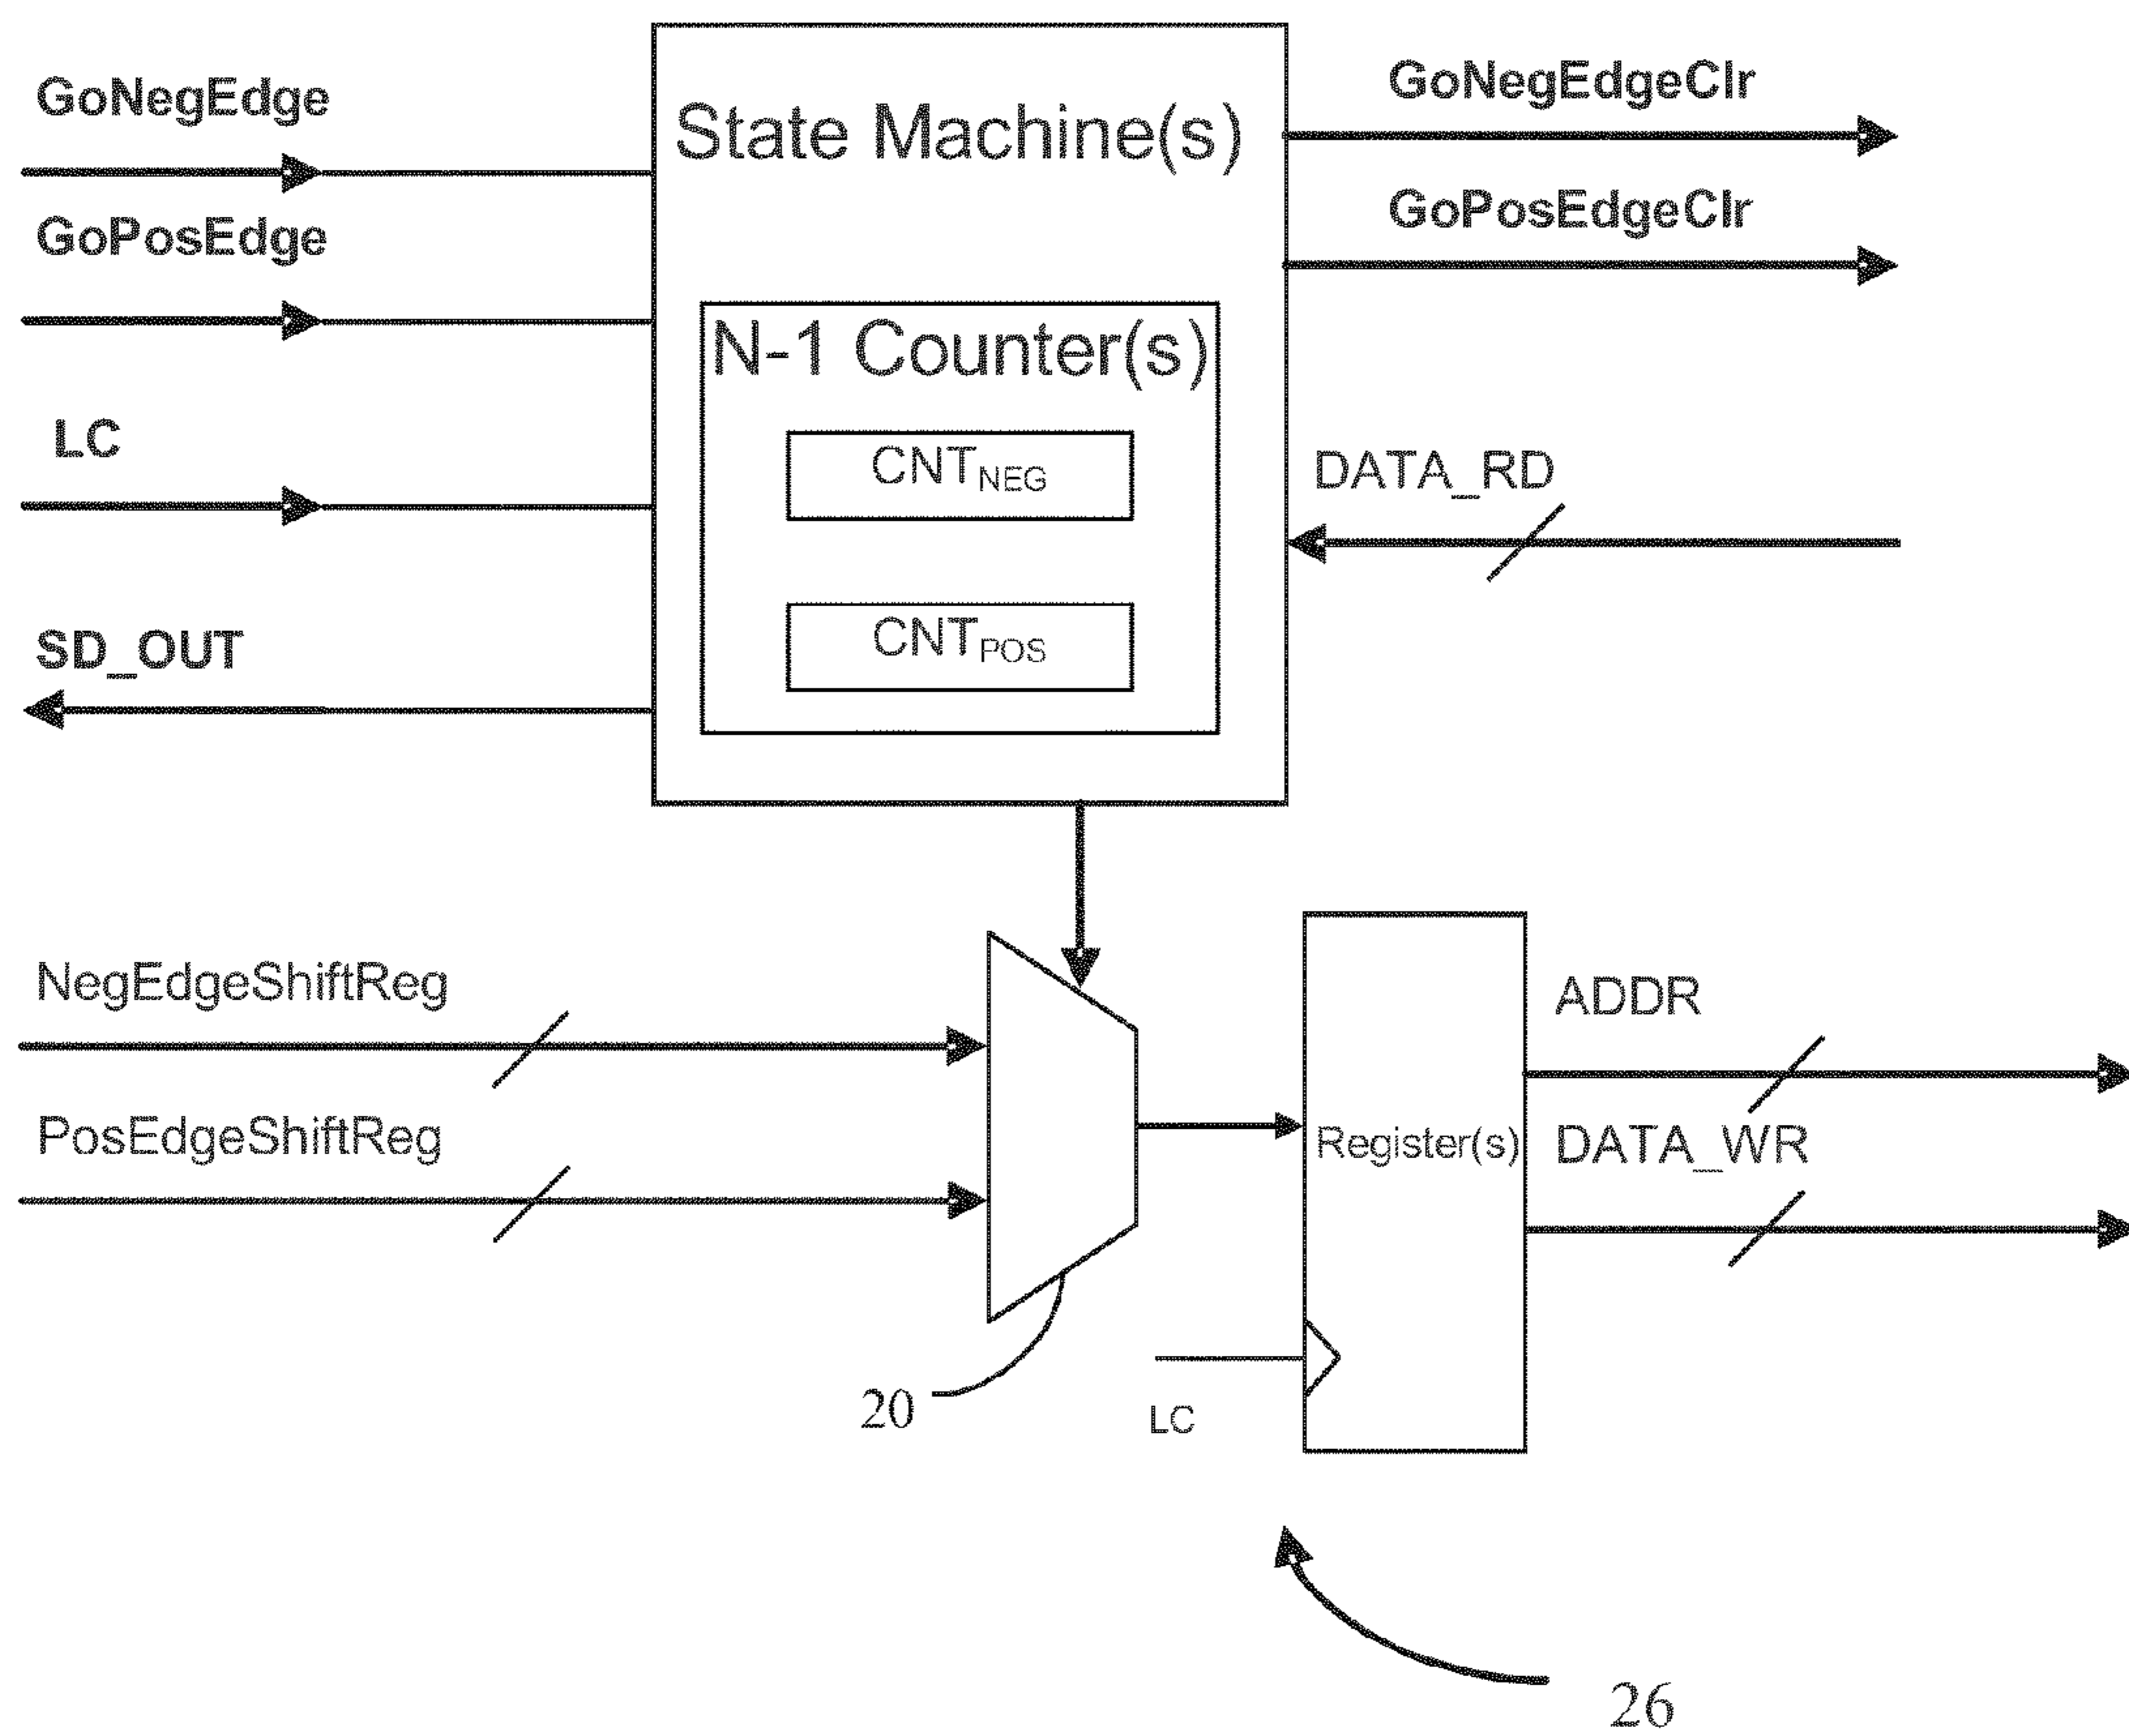 GoNegEdge
GoPosEdge
LC
SD_OUT
State Machine(s)
N-1 Counter(s)
CNTNEG
CNTPOS
GoNegEdgeClr
GoPosEdgeClr
DATA_RD
NegEdgeShiftReg
PosEdgeShiftReg
20
LC
Register(s)
ADDR
DATA_WR
26